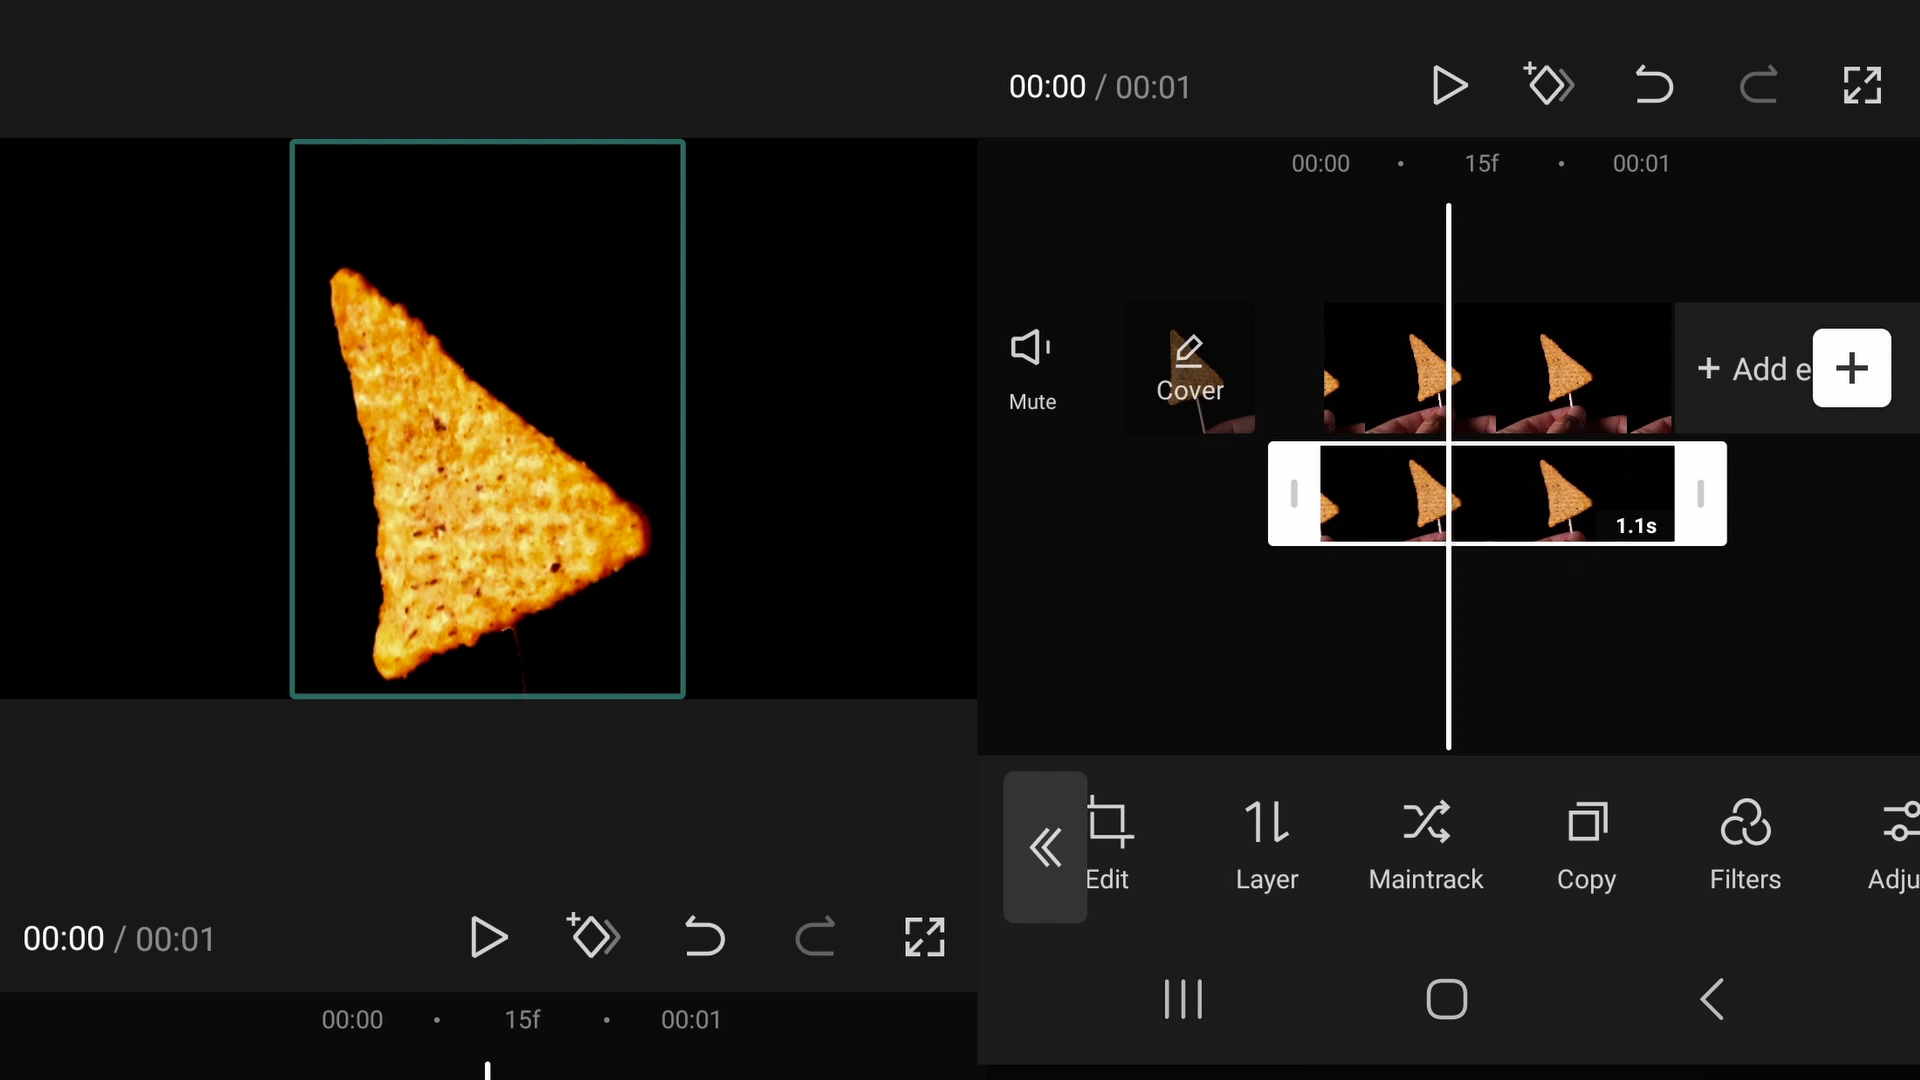 00:00 / 00:01
00:00 • 15f • 00:01
00:00 / 00:01
00:00 • 15f • 00:01
Mute
Cover
+ Add e
1.1s
Edit
Layer
Maintrack
Copy
Filters
Adju